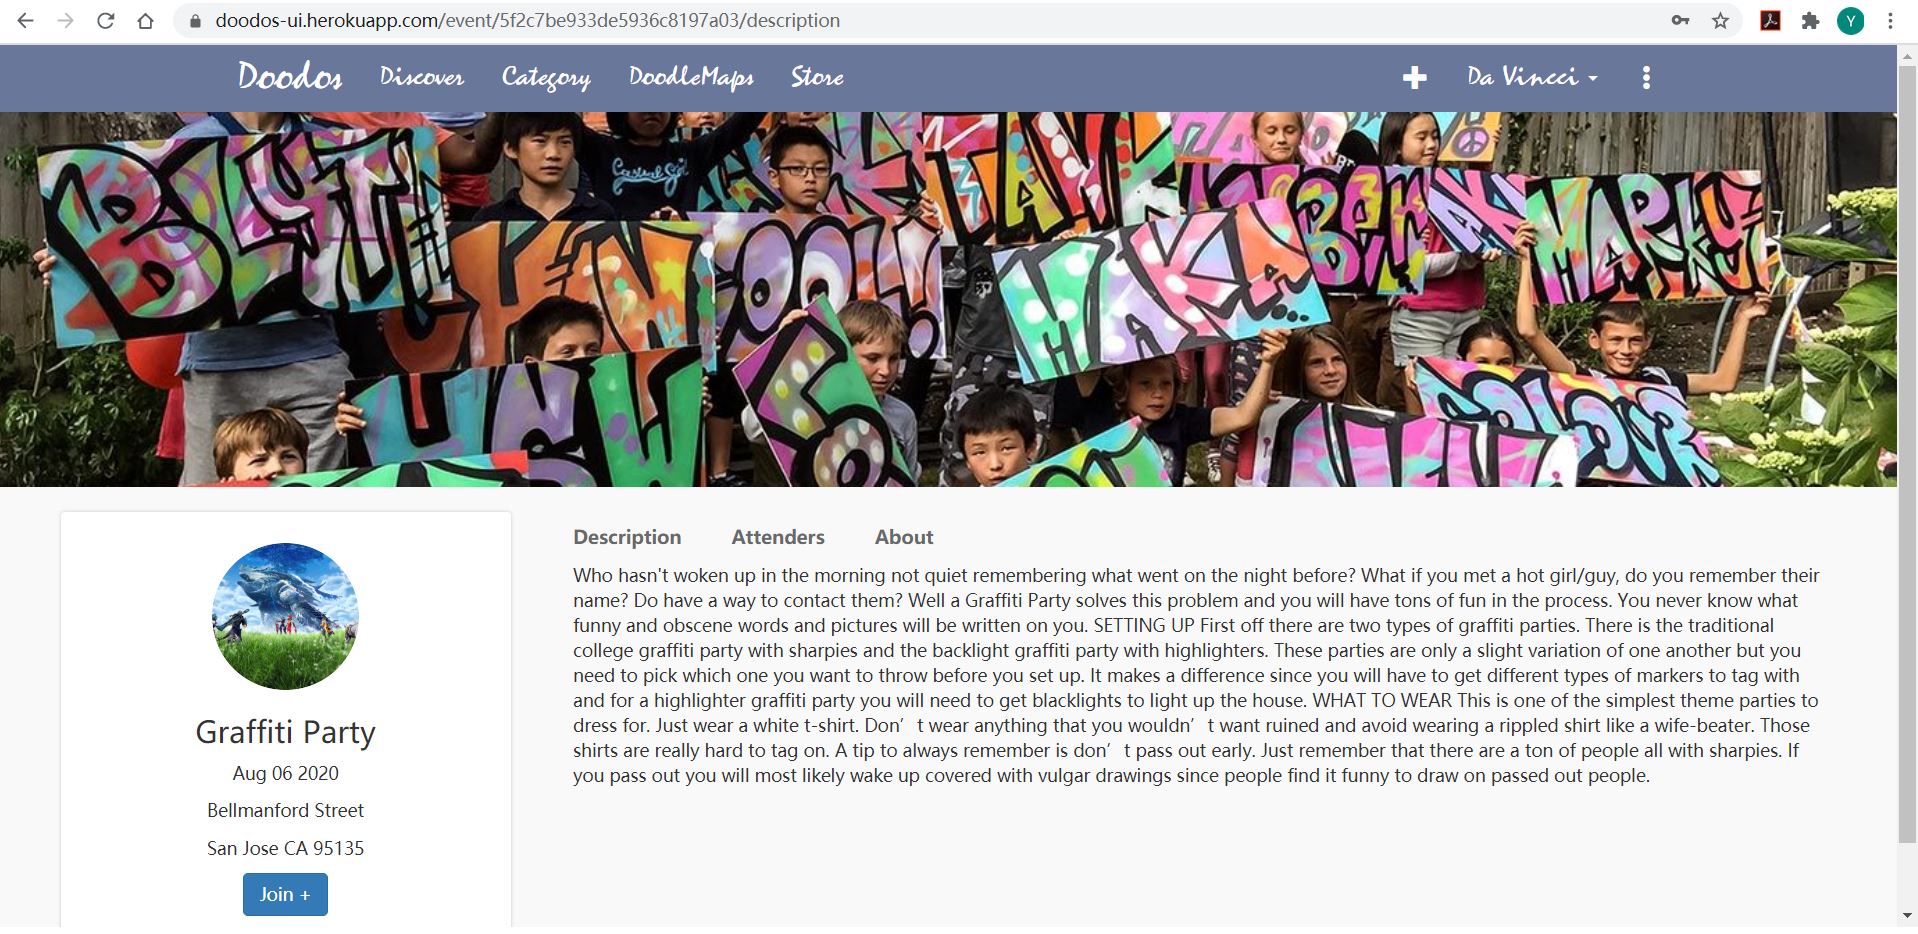 doodos-ui.herokuapp.com/event/5f2c7be933de5936c8197a03/description
Y
Doodos Discover Category DoodleMaps Store
Da Vincci
Casual Girl
BEN
MARKY
COLOUR
Description Attenders About
Who hasn't woken up in the morning not quiet remembering what went on the night before? What if you met a hot girl/guy, do you remember their
name? Do have a way to contact them? Well a Graffiti Party solves this problem and you will have tons of fun in the process. You never know what
funny and obscene words and pictures will be written on you. SETTING UP First off there are two types of graffiti parties. There is the traditional
college graffiti party with sharpies and the backlight graffiti party with highlighters. These parties are only a slight variation of one another but you
need to pick which one you want to throw before you set up. It makes a difference since you will have to get different types of markers to tag with
and for a highlighter graffiti party you will need to get blacklights to light up the house. WHAT TO WEAR This is one of the simplest theme parties to
dress for. Just wear a white t-shirt. Don’t wear anything that you wouldn’t want ruined and avoid wearing a rippled shirt like a wife-beater. Those
shirts are really hard to tag on. A tip to always remember is don’t pass out early. Just remember that there are a ton of people all with sharpies. If
you pass out you will most likely wake up covered with vulgar drawings since people find it funny to draw on passed out people.
Graffiti Party
Aug 06 2020
Bellmanford Street
San Jose CA 95135
Join +